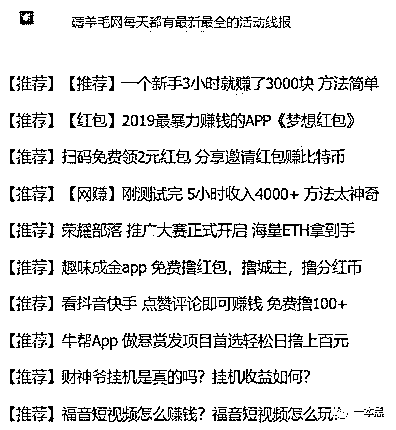 薅羊毛网每天都有最新最全的活动线报
【推荐】【推荐】一个新手3小时就赚了3000块 方法简单
【推荐】【红包】2019最暴力赚钱的APP《梦想红包》
【推荐】扫码免费领2元红包 分享邀请红包赚比特币
【推荐】【网赚】刚测试完 5小时收入4000+ 方法太神奇
【推荐】荣耀部落 推广大赛正式开启 海量ETH拿到手
【推荐】趣味成金app 免费撸红包，撸城主，撸分红币
【推荐】看抖音快手 点赞评论即可赚钱 免费撸100+
【推荐】牛帮App 做悬赏发项目首选轻松日撸上百元
【推荐】财神爷挂机是真的吗？挂机收益如何？
【推荐】福音短视频怎么赚钱？福音短视频怎么玩